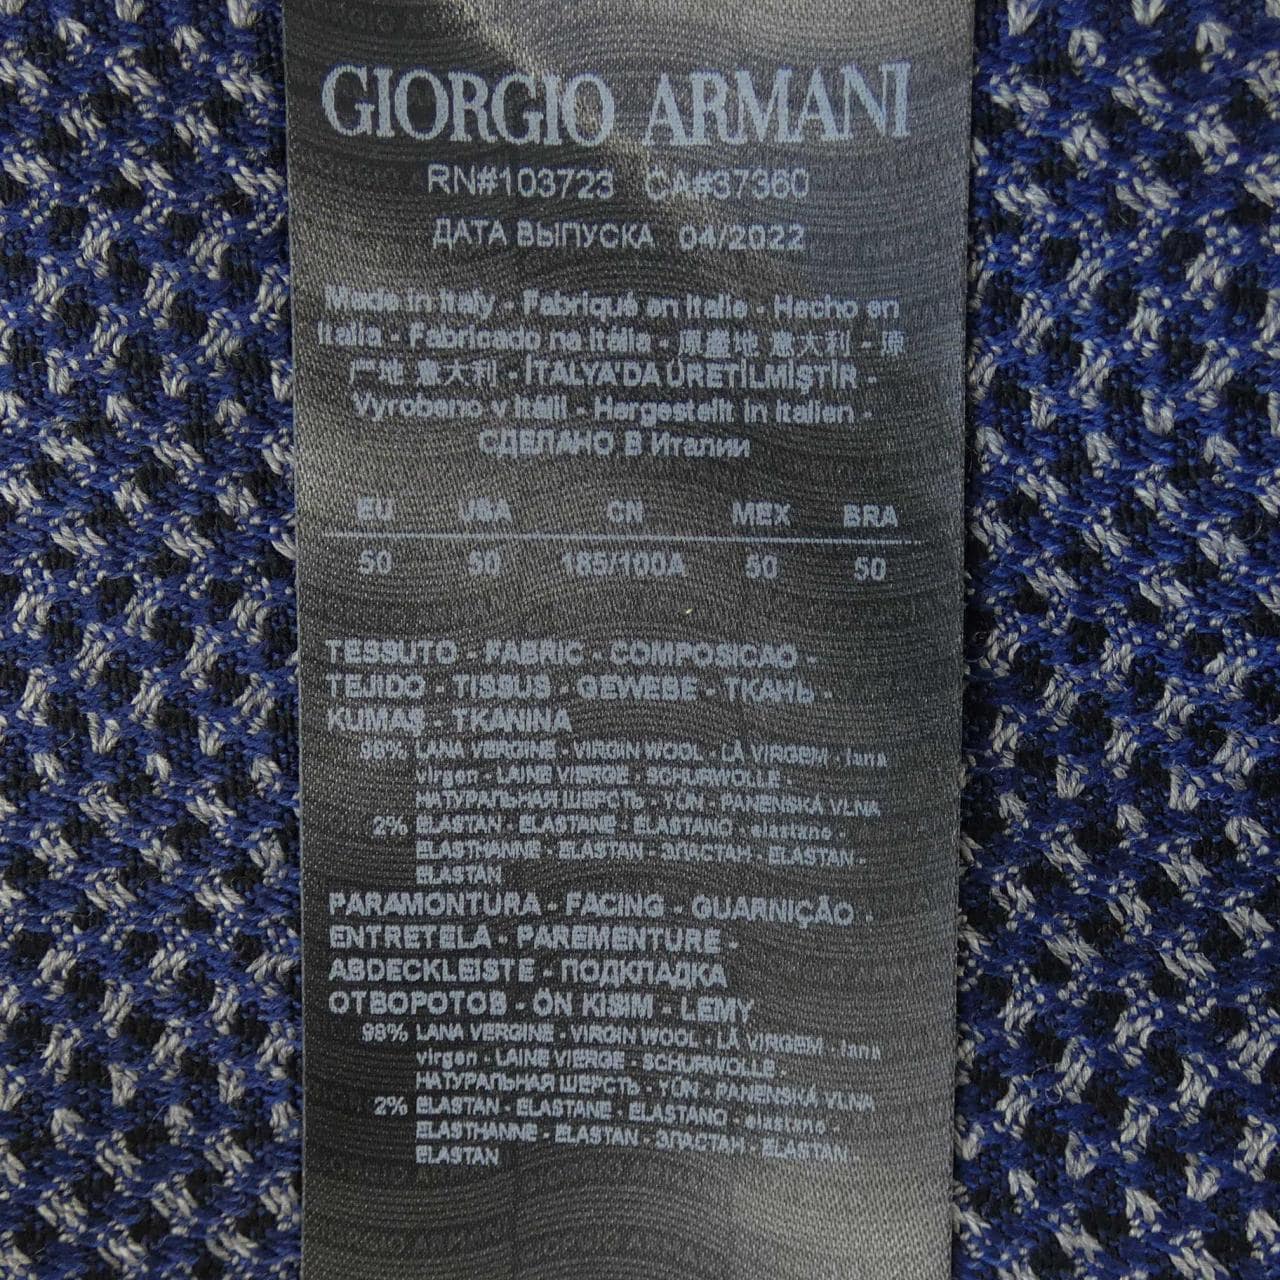 GIORGIO ARMANI
RN#103723 CA#37360
ДАТА ВЫПУСКА 04/2022
Made in Italy - Fabriqué en Italie - Hecho en
Italia - Fabricado na Itália - 原產地 意大利 - 原
产地 意大利 - İTALYA'DA ÜRETİLMİŞTİR -
Vyrobeno v Itálii - Hergestellt in Italien -
СДЕЛАНО В Италии
EU USA CN MEX BRA
50 50 185/100A 50 50
TESSUTO - FABRIC - COMPOSICAO -
TEJIDO - TISSUS - GEWEBE - ТКАНЬ -
KUMAŞ - TKANINA
98% LANA VERGINE - VIRGIN WOOL - LÃ VIRGEM - lana
virgen - LAINE VIERGE - SCHURWOLLE -
НАТУРАЛЬНАЯ ШЕРСТЬ - YÜN - PANENSKÁ VLNA
2% ELASTAN - ELASTANE - ELASTANO - elastano -
ELASTHANNE - ELASTAN - ЭЛАСТАН - ELASTAN -
ELASTAN
PARAMONTURA - FACING - GUARNIÇÃO -
ENTRETELA - PAREMENTURE -
ABDECKLEISTE - ПОДКЛАДКА
ОТВОРОТОВ - ÖN KISIM - LEMY
98% LANA VERGINE - VIRGIN WOOL - LÃ VIRGEM - lana
virgen - LAINE VIERGE - SCHURWOLLE -
НАТУРАЛЬНАЯ ШЕРСТЬ - YÜN - PANENSKÁ VLNA
2% ELASTAN - ELASTANE - ELASTANO - elastano -
ELASTHANNE - ELASTAN - ЭЛАСТАН - ELASTAN -
ELASTAN